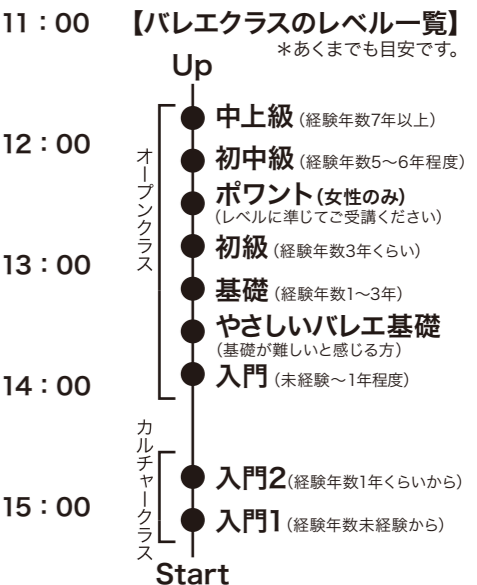 11：00
【バレエクラスのレベル一覧】
＊あくまでも目安です。
Up
12：00
オープンクラス
中上級（経験年数7年以上）
初中級（経験年数5〜6年程度）
ポワント（女性のみ）
（レベルに準じてご受講ください）
13：00
初級（経験年数3年くらい）
基礎（経験年数1〜3年）
やさしいバレエ基礎
（基礎が難しいと感じる方）
14：00
入門（未経験〜1年程度）
カルチャークラス
入門2（経験年数1年くらいから）
15：00
入門1（経験年数未経験から）
Start